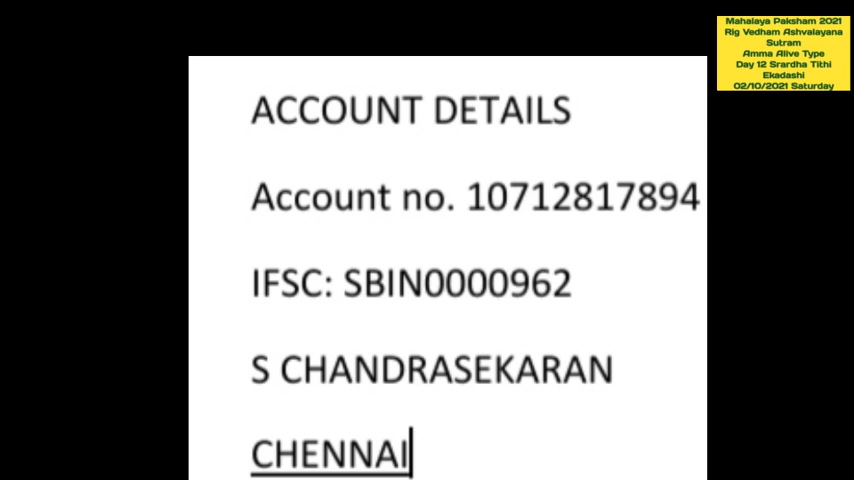 Mahalaya Paksham 2021
Rig Vedham Ashvalayana
Sutram
Amma Alive Type
Day 12 Srardha Tithi
Ekadashi
02/10/2021 Saturday
ACCOUNT DETAILS
Account no. 10712817894
IFSC: SBIN0000962
S CHANDRASEKARAN
CHENNAI